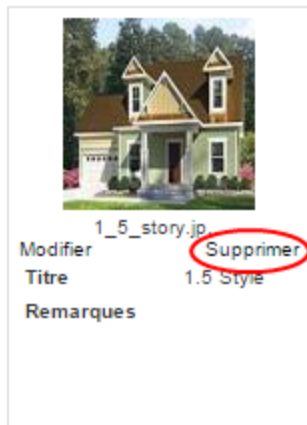 1_5_story.jp...
Modifier Supprimer
Titre 1.5 Style
Remarques